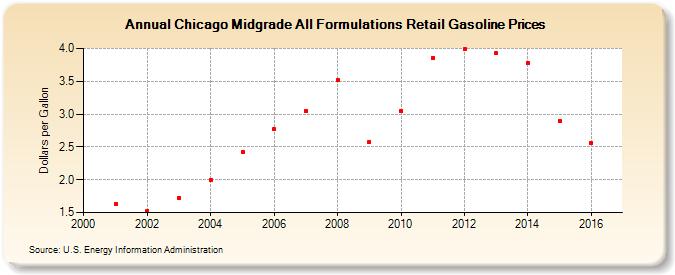 Annual Chicago Midgrade All Formulations Retail Gasoline Prices
Dollars per Gallon
4.0
3.5
3.0
2.5
2.0
1.5
2000 2002 2004 2006 2008 2010 2012 2014 2016
Source: U.S. Energy Information Administration